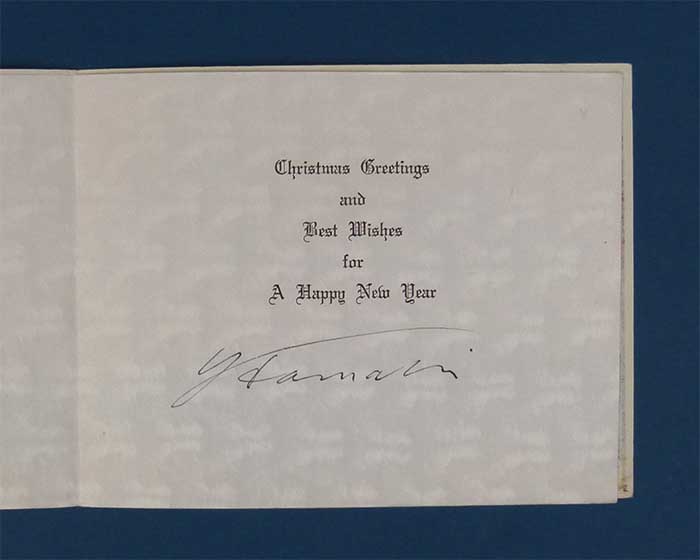 Christmas Greetings
and
Best Wishes
for
A Happy New Year